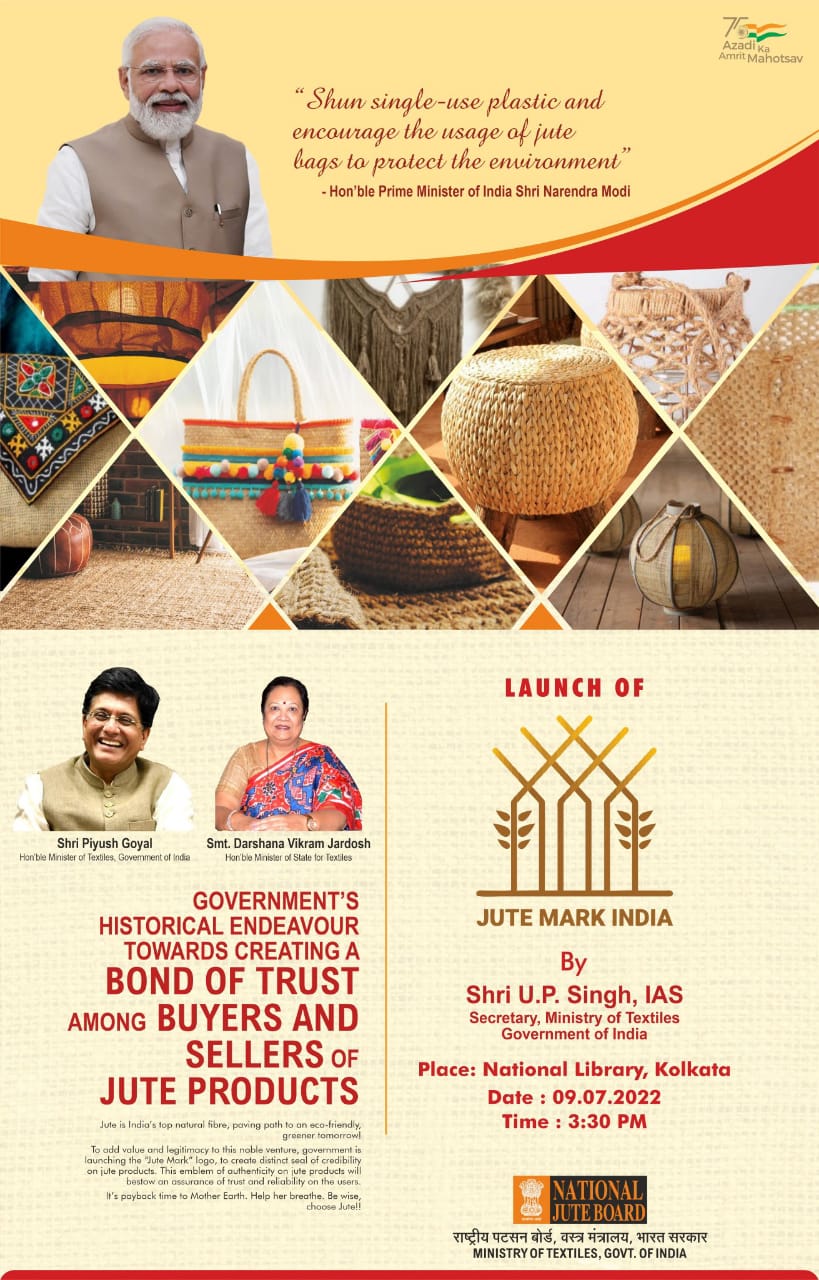 75
Azadi Ka
Amrit Mahotsav
“Shun single-use plastic and
encourage the usage of jute
bags to protect the environment”
- Hon'ble Prime Minister of India Shri Narendra Modi
Shri Piyush Goyal
Hon'ble Minister of Textiles, Government of India
Smt. Darshana Vikram Jardosh
Hon'ble Minister of State for Textiles
GOVERNMENT'S
HISTORICAL ENDEAVOUR
TOWARDS CREATING A
BOND OF TRUST
AMONG BUYERS AND
SELLERS OF
JUTE PRODUCTS
Jute is India's top natural fibre, paving path to an eco-friendly,
greener tomorrow!
To add value and legitimacy to this noble venture, government is
launching the "Jute Mark" logo, to create distinct seal of credibility
on jute products. This emblem of authenticity on jute products will
bestow an assurance of trust and reliability on the users.
It's payback time to Mother Earth. Help her breathe. Be wise,
choose Jute!!
LAUNCH OF
JUTE MARK INDIA
By
Shri U.P. Singh, IAS
Secretary, Ministry of Textiles
Government of India
Place: National Library, Kolkata
Date : 09.07.2022
Time : 3:30 PM
NATIONAL
JUTE BOARD
राष्ट्रीय पटसन बोर्ड, वस्त्र मंत्रालय, भारत सरकार
MINISTRY OF TEXTILES, GOVT. OF INDIA